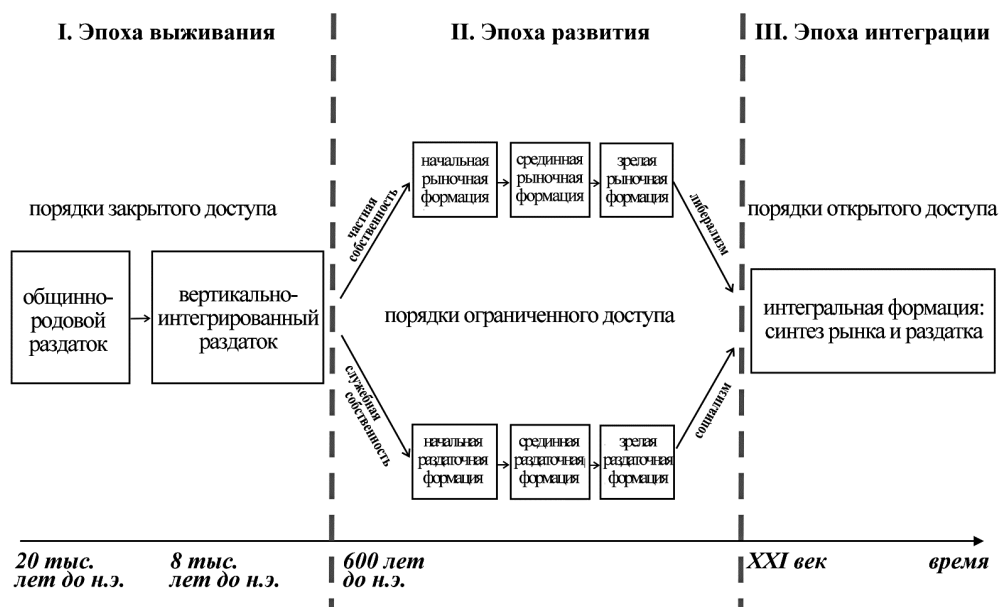 I. Эпоха выживания
II. Эпоха развития
III. Эпоха интеграции
порядки закрытого доступа
общинно-
родовой
раздаток
вертикально-
интегрированный
раздаток
частная
собственность
начальная
рыночная
формация
срединная
рыночная
формация
зрелая
рыночная
формация
либерализм
порядки ограниченного доступа
служебная
собственность
начальная
раздаточная
формация
срединная
раздаточная
формация
зрелая
раздаточная
формация
социализм
порядки открытого доступа
интегральная формация:
синтез рынка и раздатка
20 тыс.
лет до н.э.
8 тыс.
лет до н.э.
600 лет
до н.э.
XXI век
время